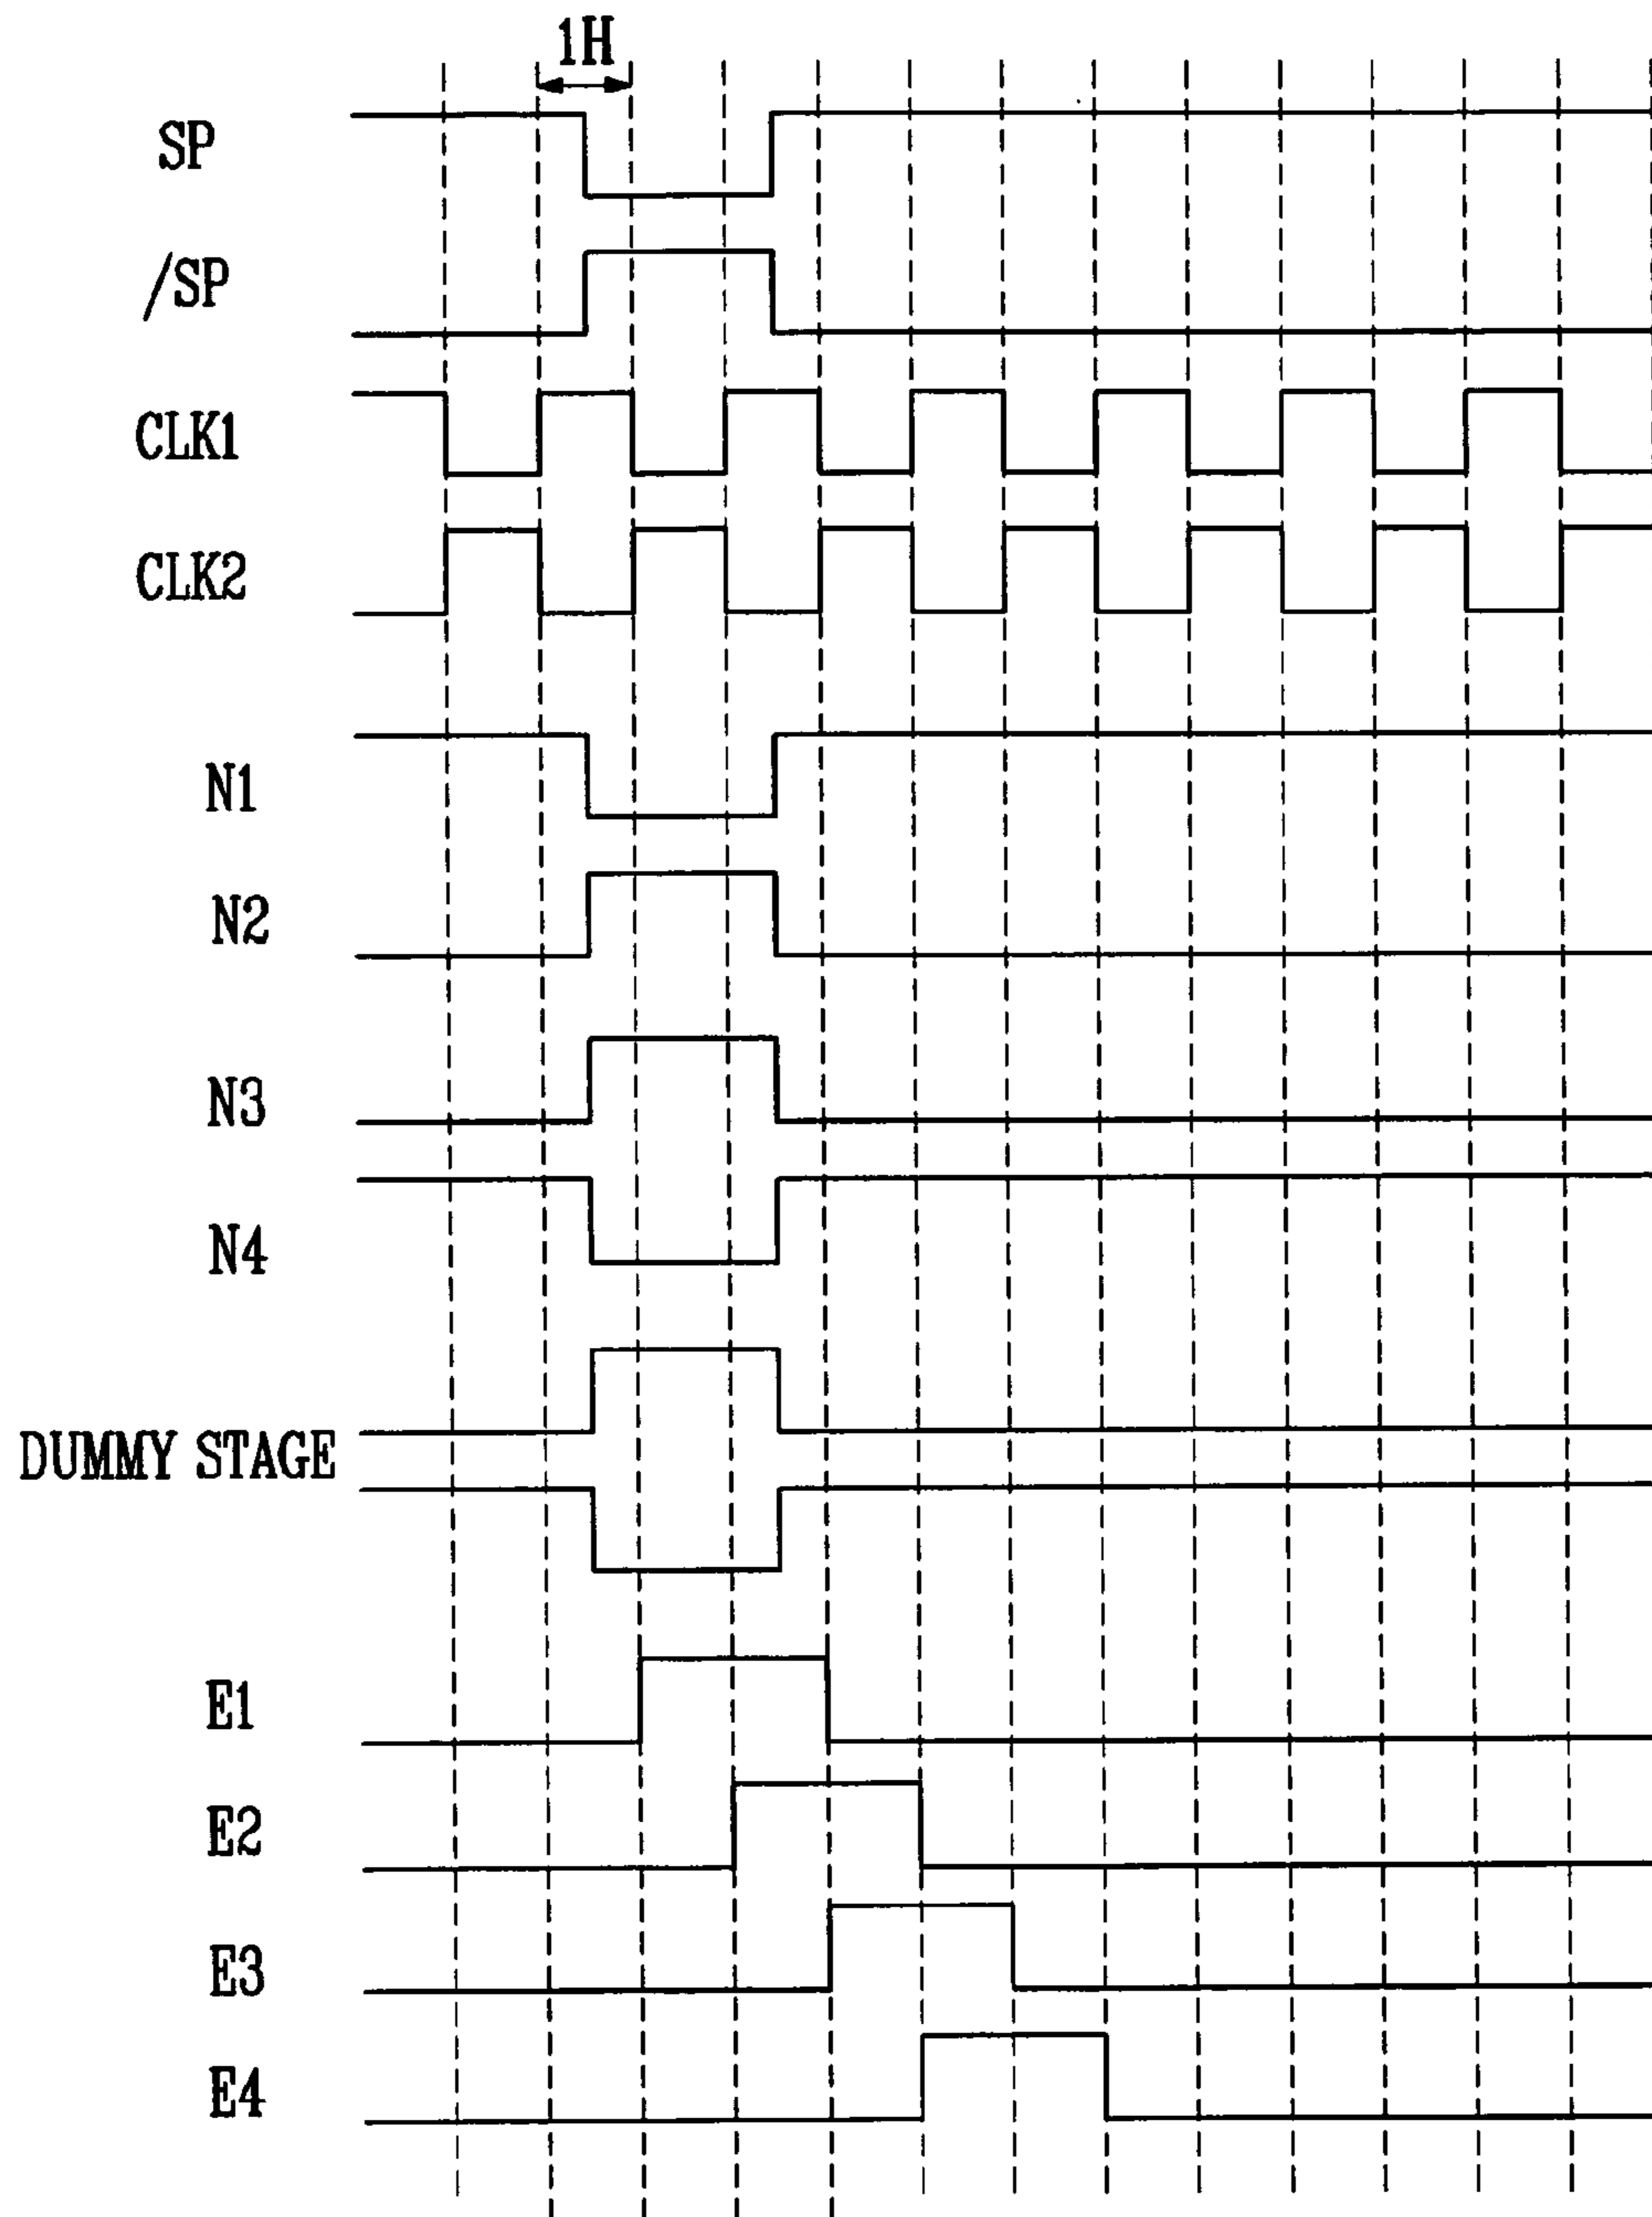 1H
SP
/SP
CLK1
CLK2
N1
N2
N3
N4
DUMMY STAGE
E1
E2
E3
E4